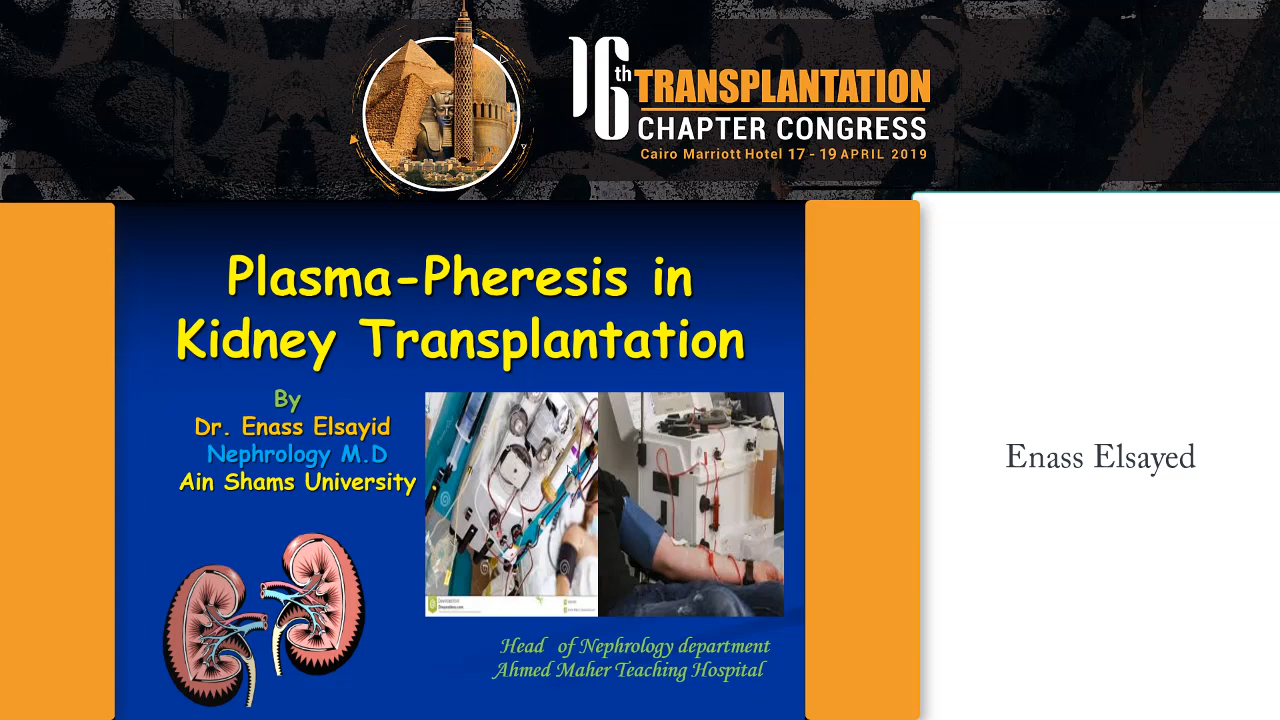 16th TRANSPLANTATION
CHAPTER CONGRESS
Cairo Marriott Hotel 17 - 19 APRIL 2019
Plasma-Pheresis in
Kidney Transplantation
By
Dr. Enass Elsayid
Nephrology M.D
Ain Shams University
Head of Nephrology department
Ahmed Maher Teaching Hospital
Enass Elsayed